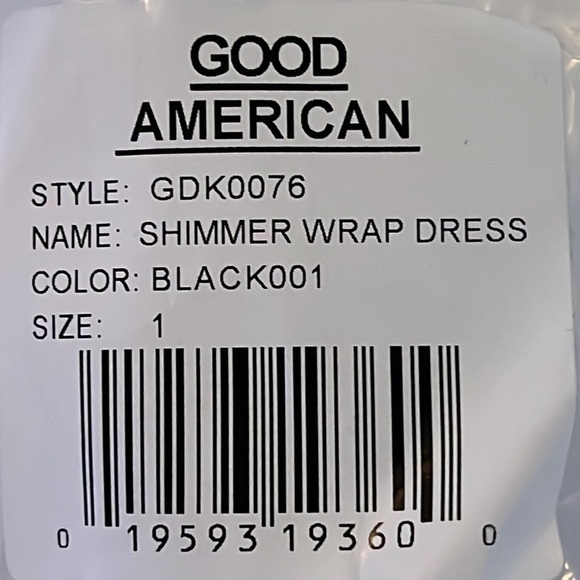 GOOD
AMERICAN
STYLE: GDK0076
NAME: SHIMMER WRAP DRESS
COLOR: BLACK001
SIZE: 1
0 19593 19360 0